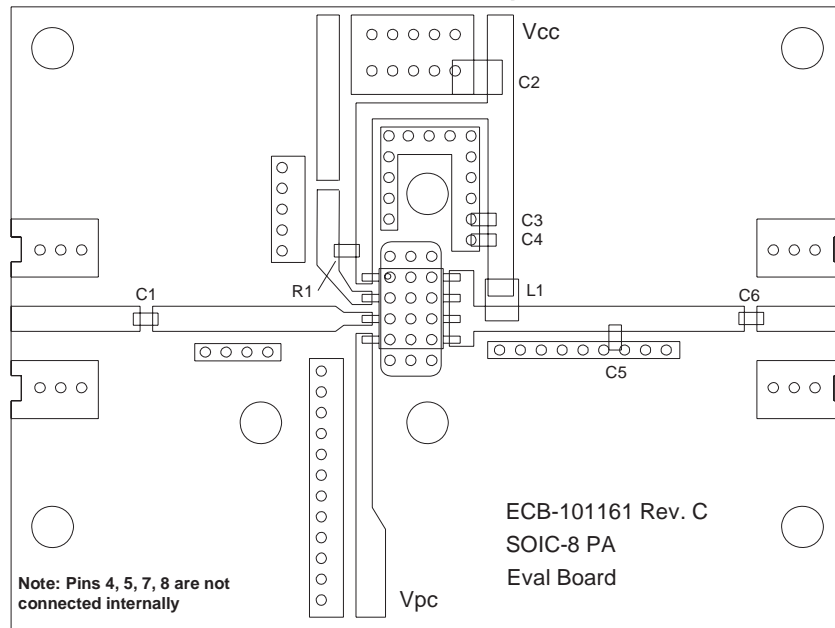 Vcc
C2
C3
C4
R1
L1
C1
C6
C5
ECB-101161 Rev. C
SOIC-8 PA
Eval Board
Note: Pins 4, 5, 7, 8 are not
connected internally
Vpc